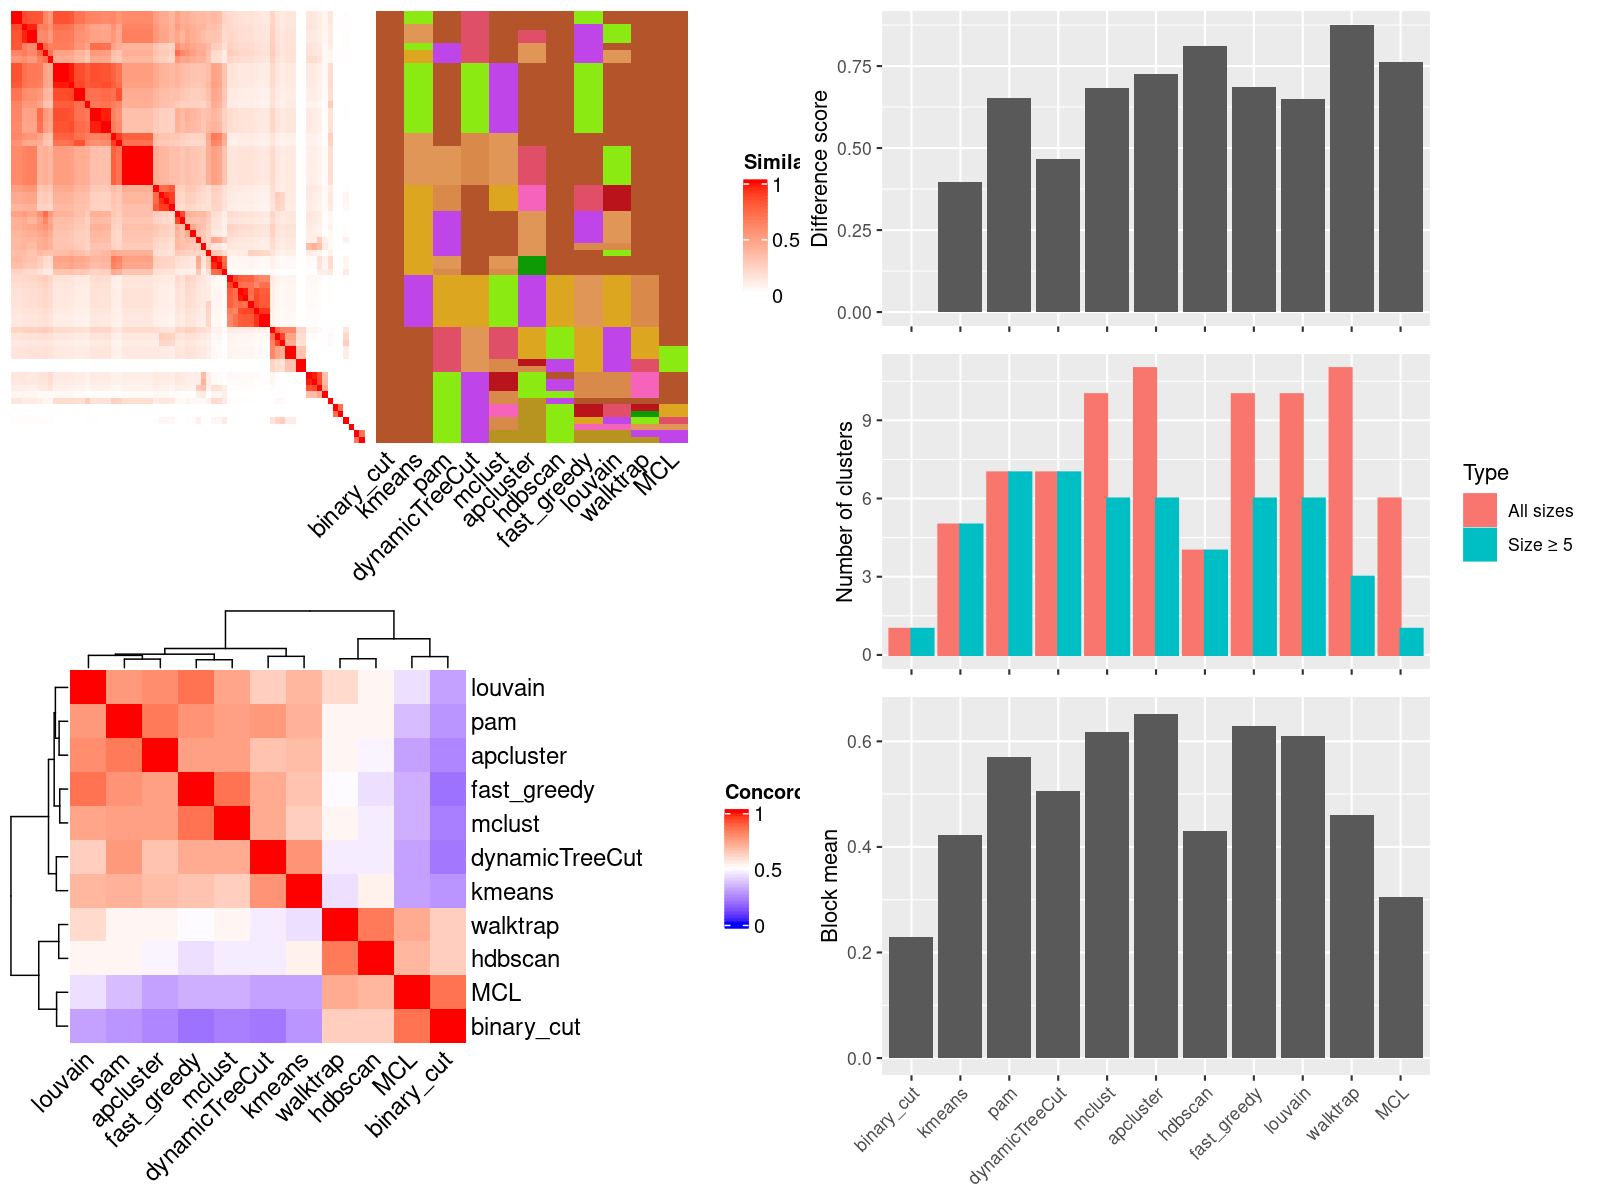 Simila
1
0.5
0
binary_cut
kmeans
pam
dynamicTreeCut
mclust
apcluster
hdbscan
fast_greedy
louvain
walktrap
MCL
louvain
pam
apcluster
fast_greedy
mclust
dynamicTreeCut
kmeans
walktrap
hdbscan
MCL
binary_cut
louvain
pam
apcluster
fast_greedy
mclust
dynamicTreeCut
kmeans
walktrap
hdbscan
MCL
binary_cut
Concord
1
0.5
0
Difference score
0.75
0.50
0.25
0.00
Number of clusters
9
6
3
0
Type
All sizes
Size ≥ 5
Block mean
0.6
0.4
0.2
0.0
binary_cut
kmeans
pam
dynamicTreeCut
mclust
apcluster
hdbscan
fast_greedy
louvain
walktrap
MCL